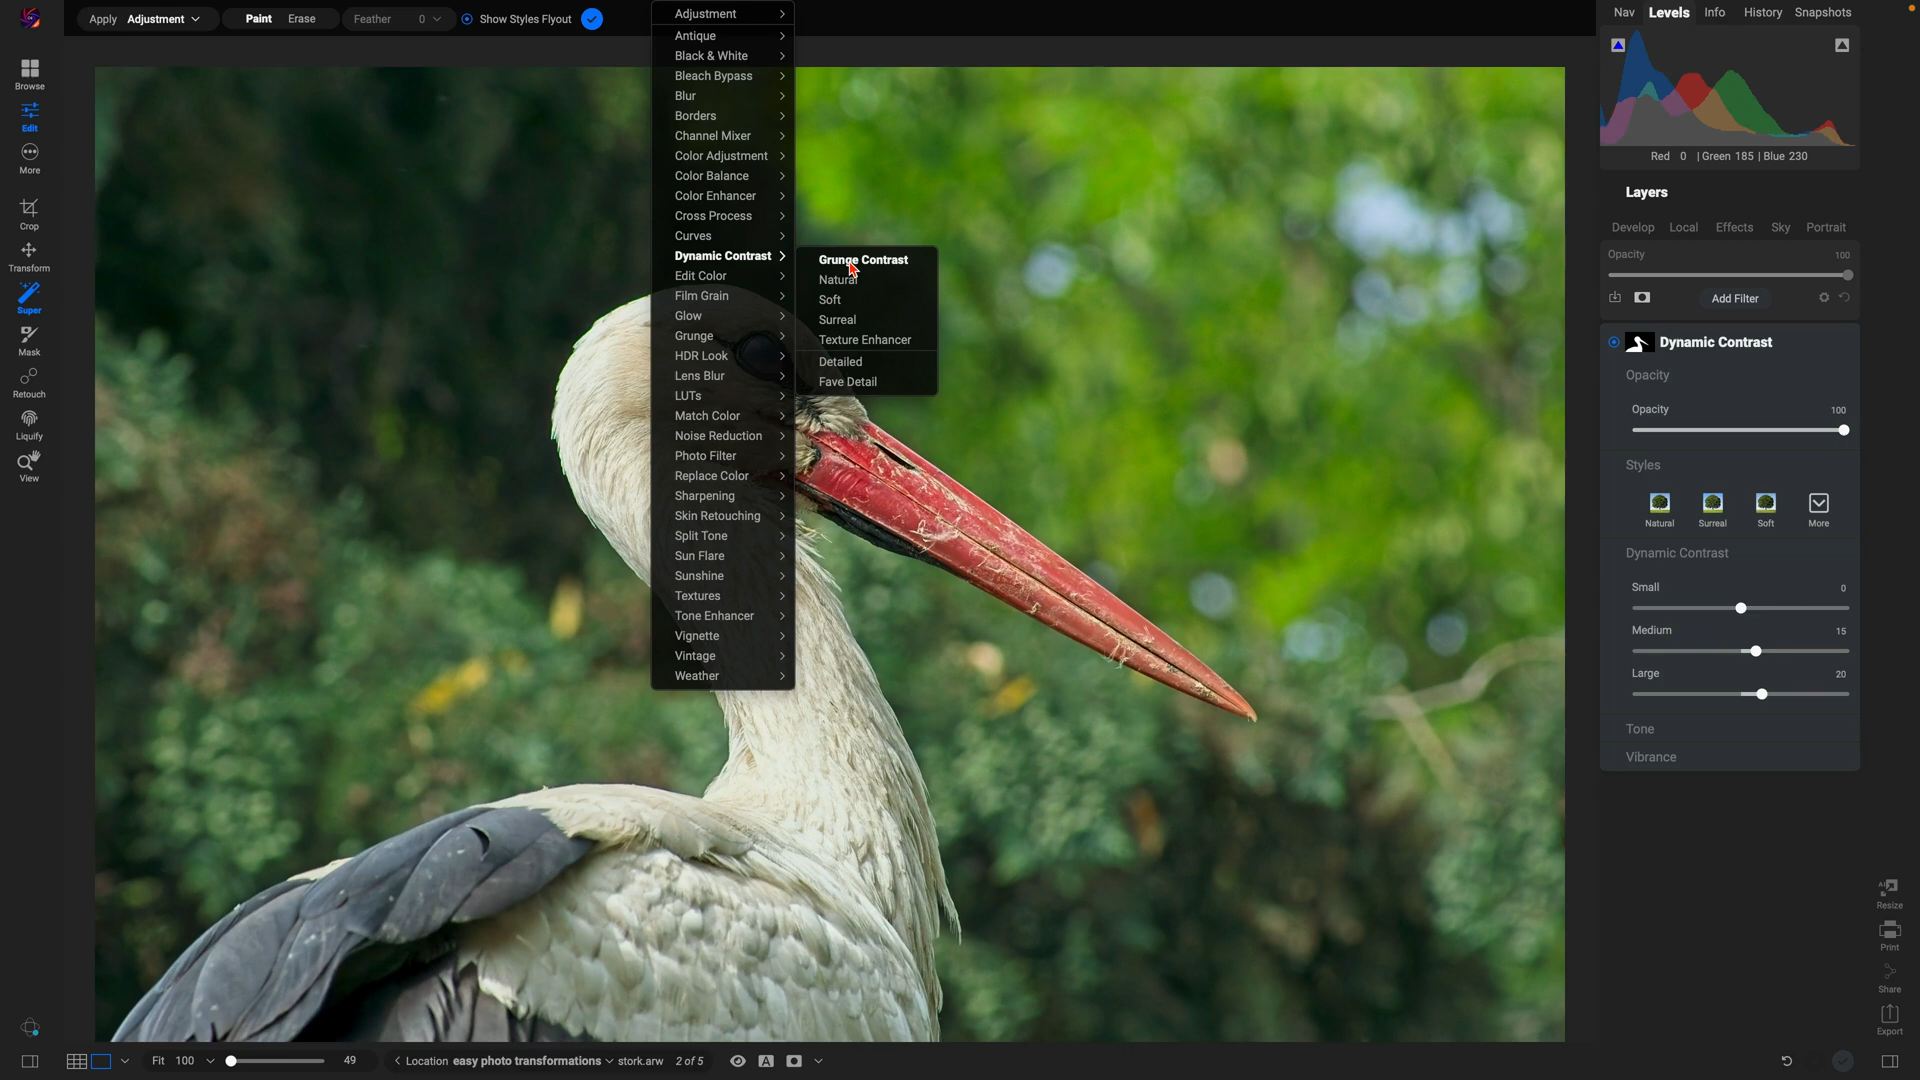 Apply Adjustment Paint Erase Feather 0 Show Styles Flyout
Adjustment
Antique
Black & White
Bleach Bypass
Blur
Borders
Channel Mixer
Color Adjustment
Color Balance
Color Enhancer
Cross Process
Curves
Dynamic Contrast
Edit Color
Film Grain
Glow
Grunge
HDR Look
Lens Blur
LUTs
Match Color
Noise Reduction
Photo Filter
Replace Color
Sharpening
Skin Retouching
Split Tone
Sun Flare
Sunshine
Textures
Tone Enhancer
Vignette
Vintage
Weather
Grunge Contrast
Natural
Soft
Surreal
Texture Enhancer
Detailed
Fave Detail
Browse
Edit
More
Crop
Transform
Super
Mask
Retouch
Liquify
View
Nav Levels Info History Snapshots
Red 0 | Green 185 | Blue 230
Layers
Develop Local Effects Sky Portrait
Opacity 100
Add Filter
Dynamic Contrast
Opacity
Opacity 100
Styles
Natural Surreal Soft More
Dynamic Contrast
Small 0
Medium 15
Large 20
Tone
Vibrance
AI
Resize
Print
Share
Export
Fit 100 49 Location easy photo transformations stork.arw 2 of 5 A